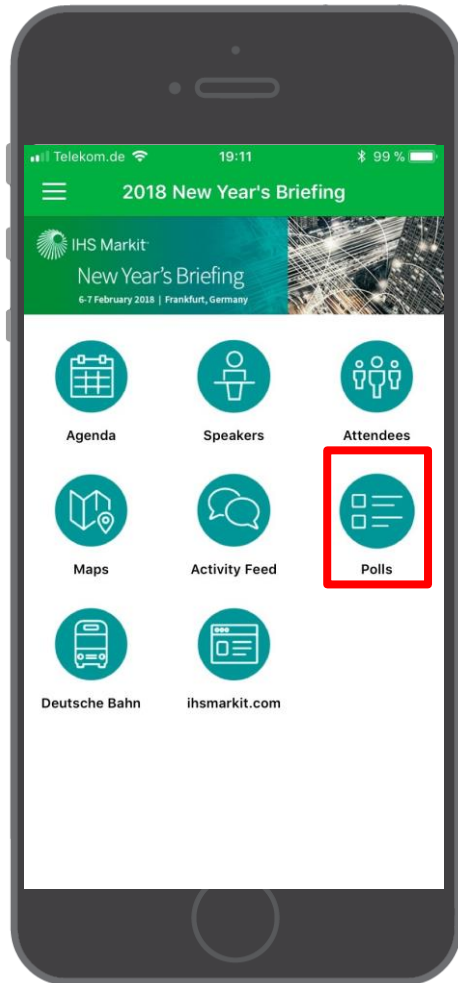 Telekom.de 19:11 99 %
2018 New Year's Briefing
IHS Markit
New Year's Briefing
6-7 February 2018 | Frankfurt, Germany
Agenda Speakers Attendees
Maps Activity Feed Polls
Deutsche Bahn ihsmarkit.com